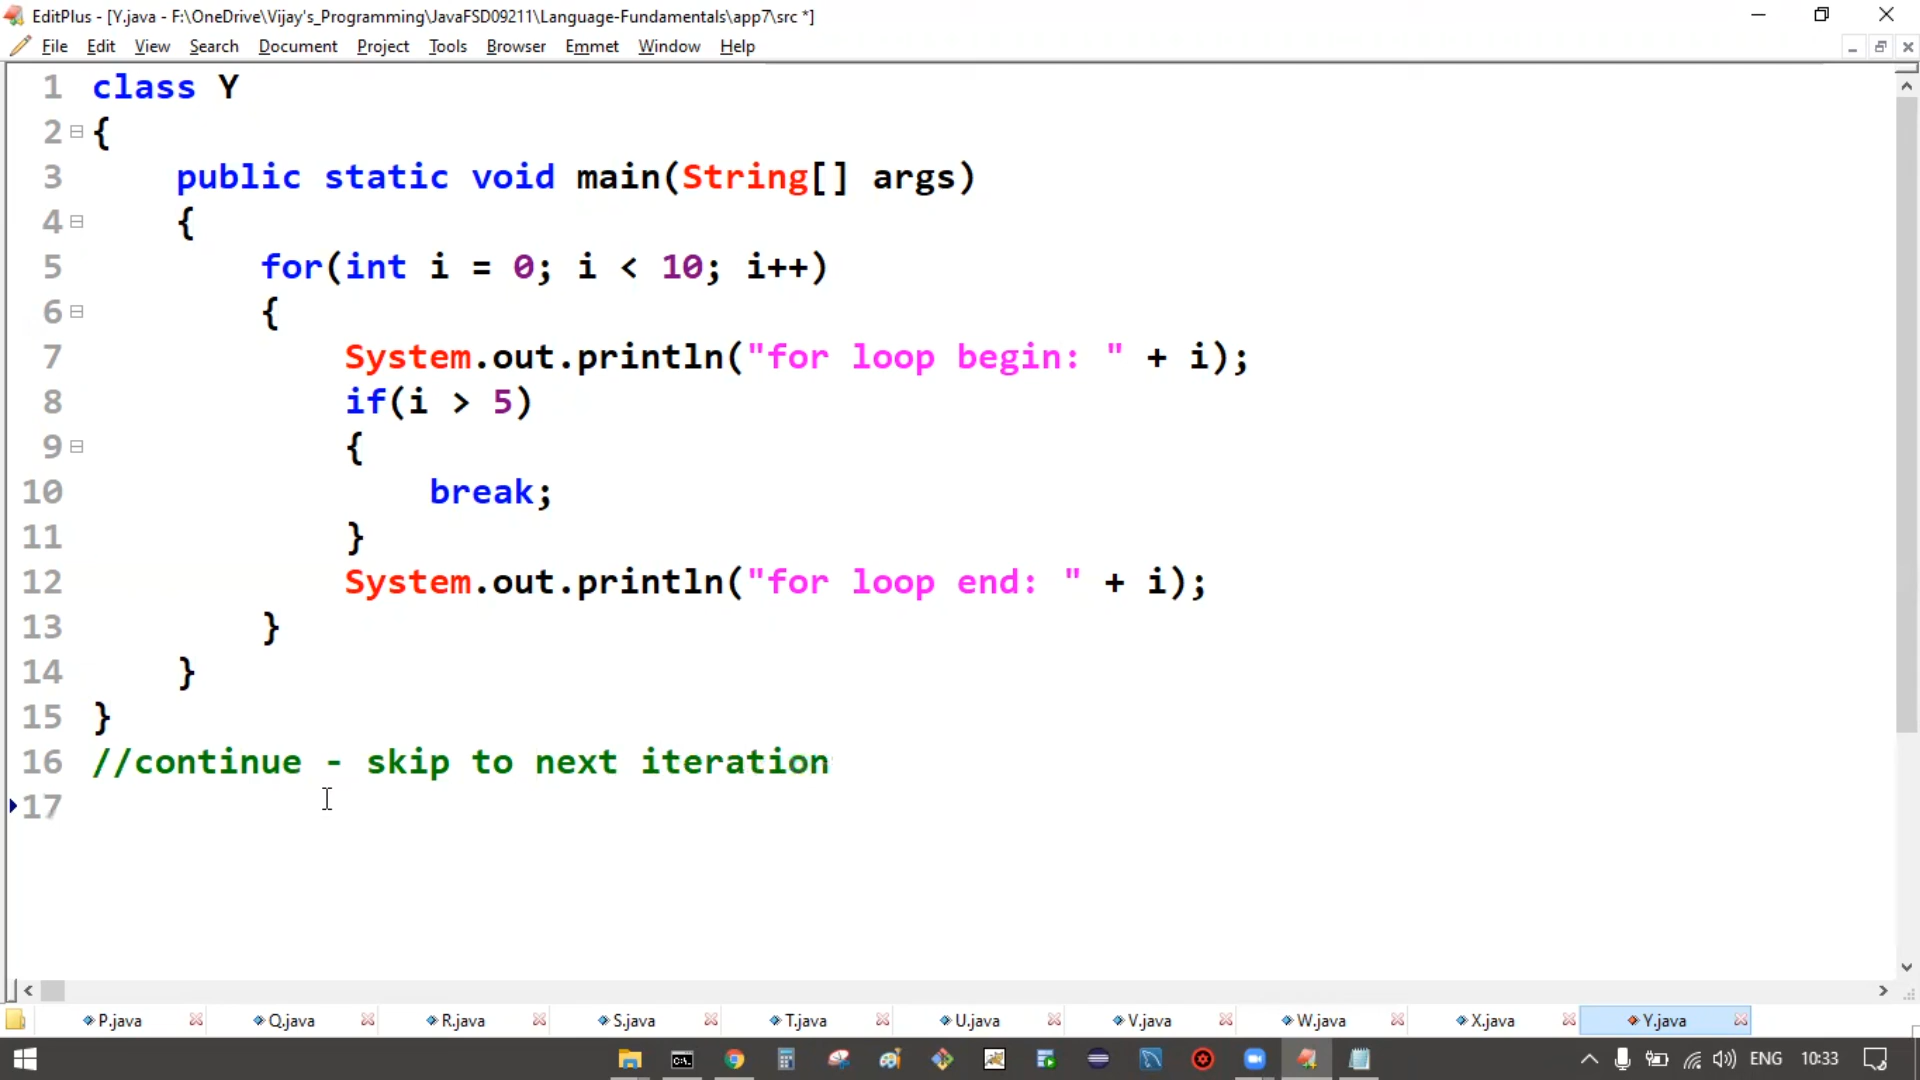 EditPlus - [Y.java - F:\OneDrive\Vijay's_Programming\JavaFSD09211\Language-Fundamentals\app7\src *]
File Edit View Search Document Project Tools Browser Emmet Window Help
1 class Y
2 {
3 public static void main(String[] args)
4 {
5 for(int i = 0; i < 10; i++)
6 {
7 System.out.println("for loop begin: " + i);
8 if(i > 5)
9 {
10 break;
11 }
12 System.out.println("for loop end: " + i);
13 }
14 }
15 }
16 //continue - skip to next iteration
17
P.java Q.java R.java S.java T.java U.java V.java W.java X.java Y.java
ENG 10:33